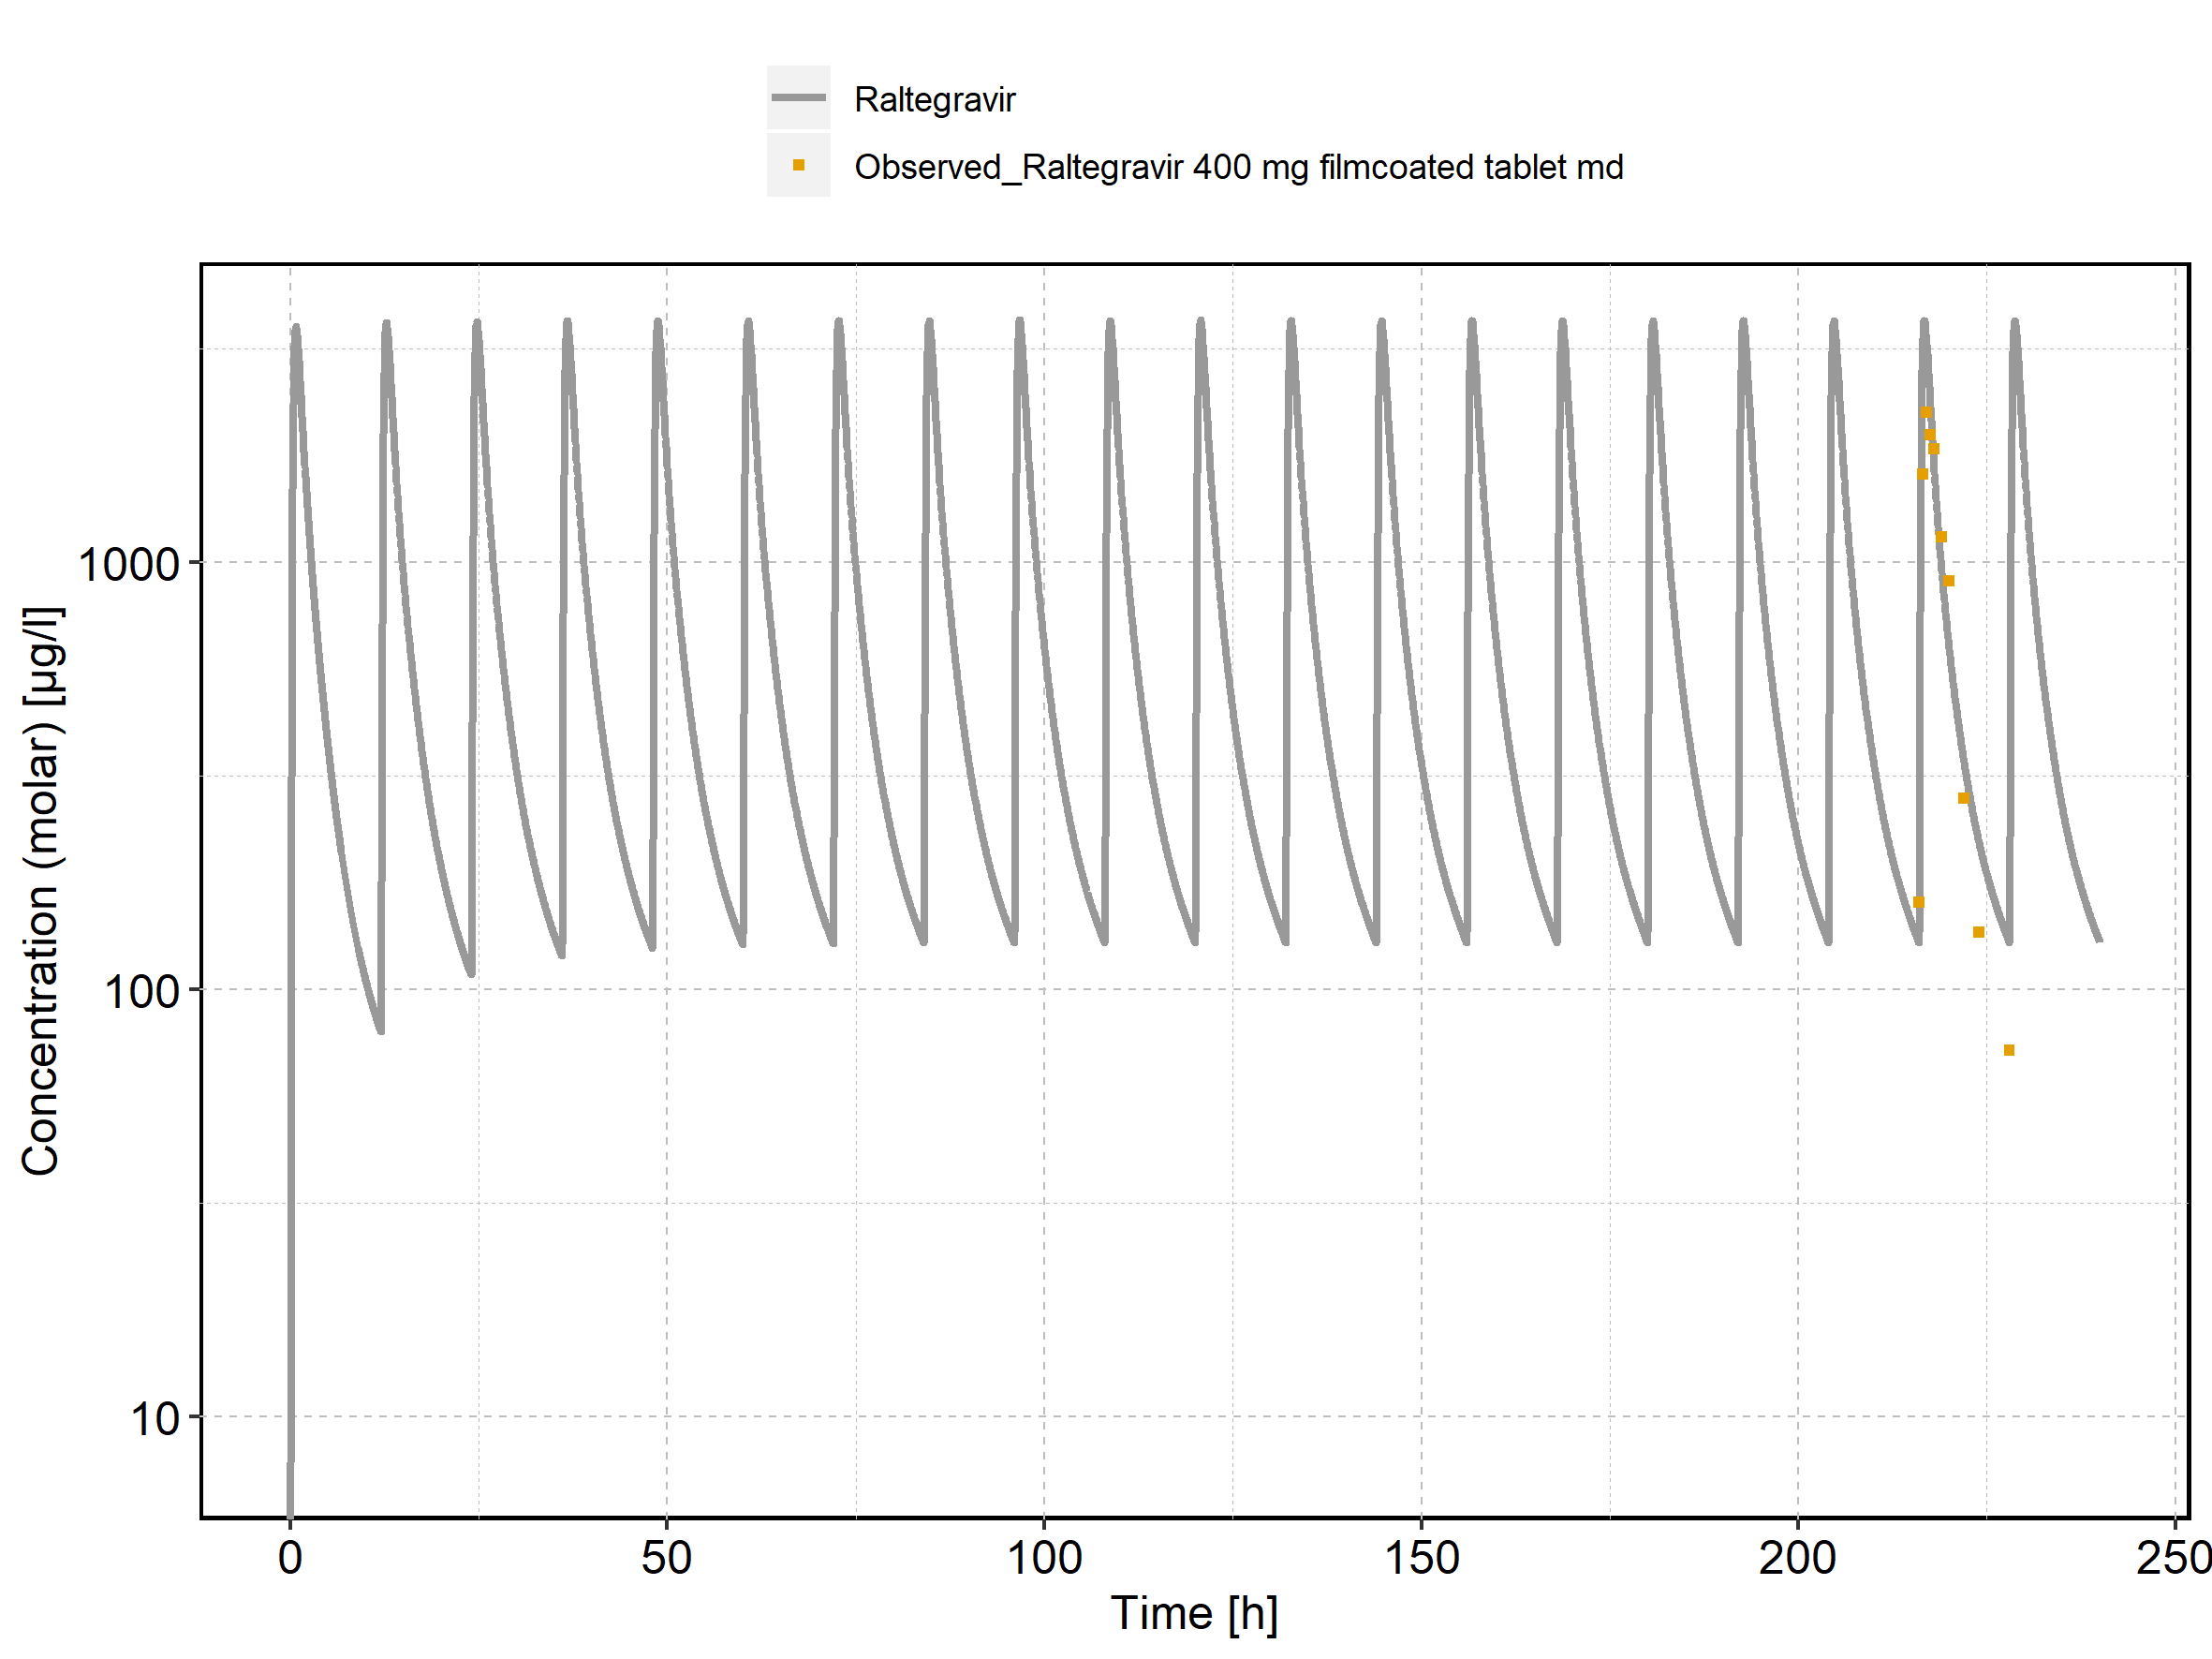 Raltegravir
Observed_Raltegravir 400 mg filmcoated tablet md
Concentration (molar) [µg/l]
1000
100
10
0 50 100 150 200 250
Time [h]